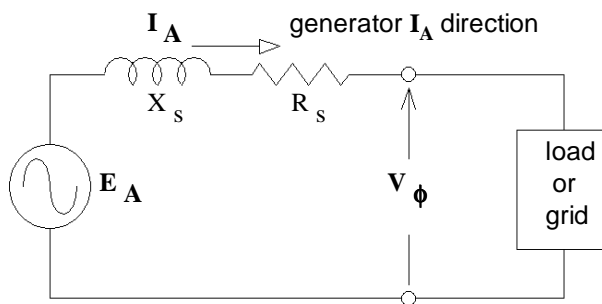 I A generator I A direction
X s R s
E A
V ϕ
load
or
grid